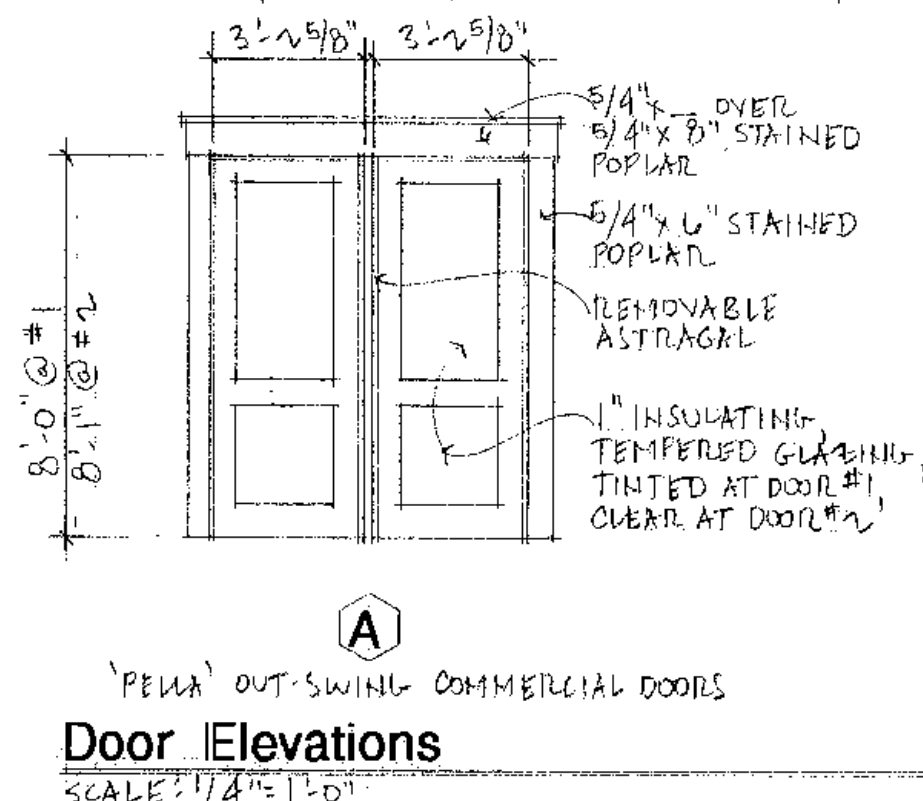 3'-2 5/8" 3'-2 5/8"
5/4" x __ OVER
5/4" x 8" STAINED
POPLAR
5/4" x 6" STAINED
POPLAR
REMOVABLE
ASTRAGAL
8'-0" @ #1
8'-1" @ #2
1" INSULATING,
TEMPERED GLAZING,
TINTED AT DOOR #1,
CLEAR AT DOOR #2
A
'PELLA' OUT-SWING COMMERCIAL DOORS
Door Elevations
SCALE: 1/4"=1'-0"